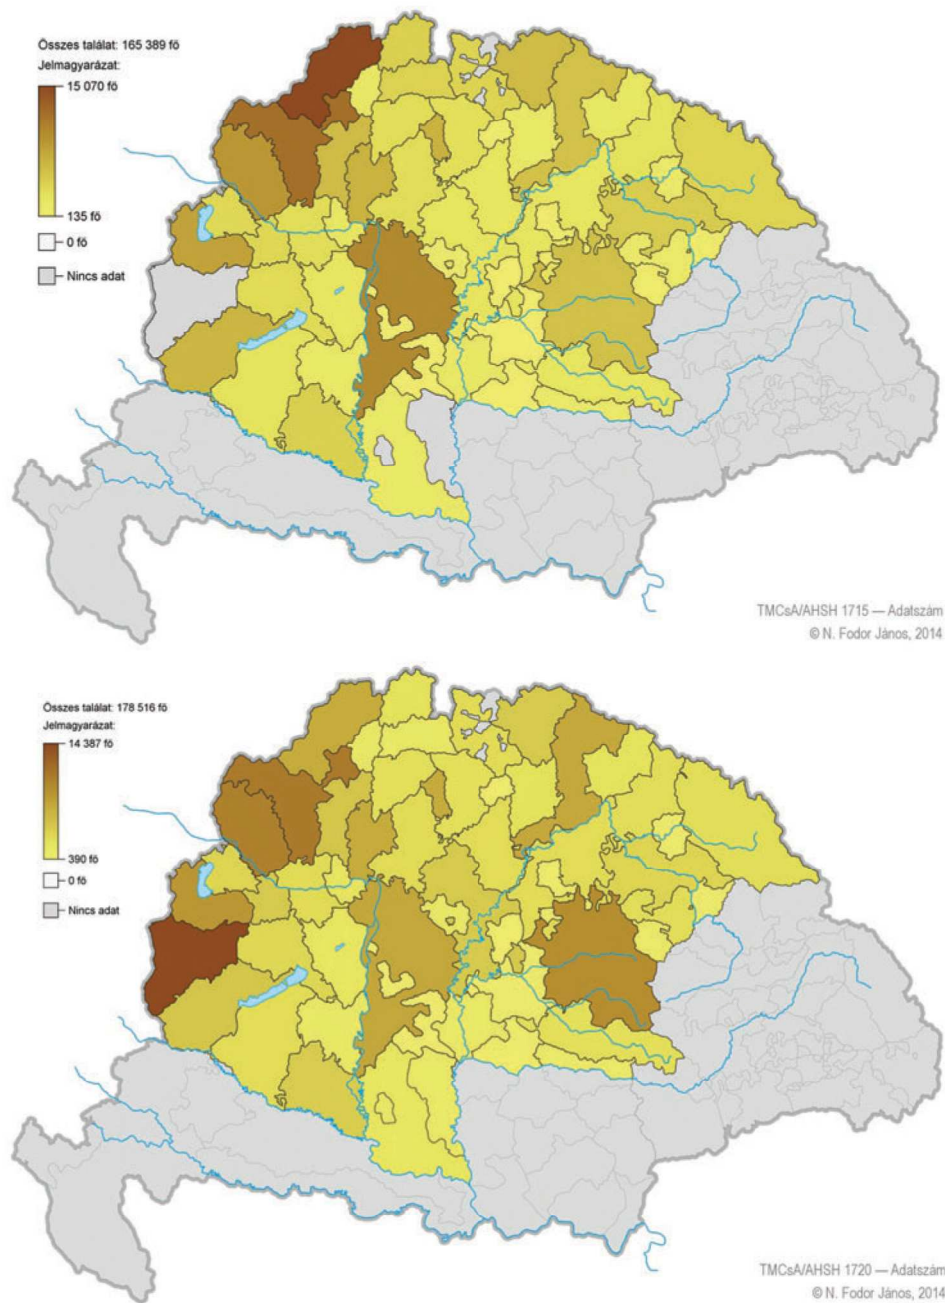 Összes találat: 165 389 fő
Jelmagyarázat:
15 070 fő
135 fő
0 fő
Nincs adat
TMCsA/AHSH 1715 — Adatszám
© N. Fodor János, 2014
Összes találat: 178 516 fő
Jelmagyarázat:
14 387 fő
390 fő
0 fő
Nincs adat
TMCsA/AHSH 1720 — Adatszám
© N. Fodor János, 2014